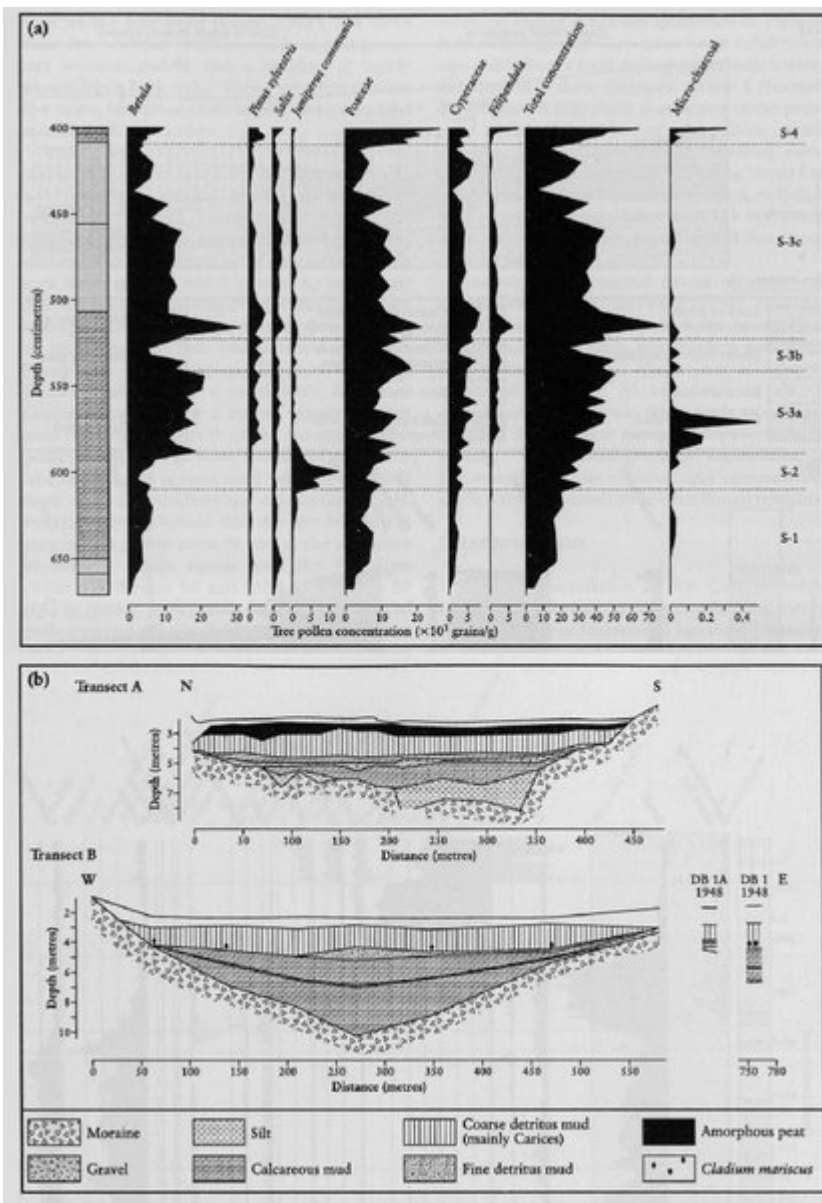 (a)
Betula
Pinus sylvestris
Salix
Juniperus communis
Poaceae
Cyperaceae
Filipendula
Total concentration
Micro-charcoal
400
450
500
550
600
650
Depth (centimetres)
S-4
S-3c
S-3b
S-3a
S-2
S-1
0 10 20 30 0 5 0 5 0 5 10 0 10 20 0 5 0 5 0 10 20 30 40 50 60 70 0 0.2 0.4
Tree pollen concentration (×10³ grains/g)
(b)
Transect A N S
3
5
7
Depth (metres)
0 50 100 150 200 250 300 350 400 450
Distance (metres)
Transect B
W DB 1A 1948 DB 1 1948 E
2
4
6
8
10
Depth (metres)
0 50 100 150 200 250 300 350 400 450 500 550 750 780
Distance (metres)
Moraine Silt Coarse detritus mud (mainly Carices) Amorphous peat
Gravel Calcareous mud Fine detritus mud Cladium mariscus